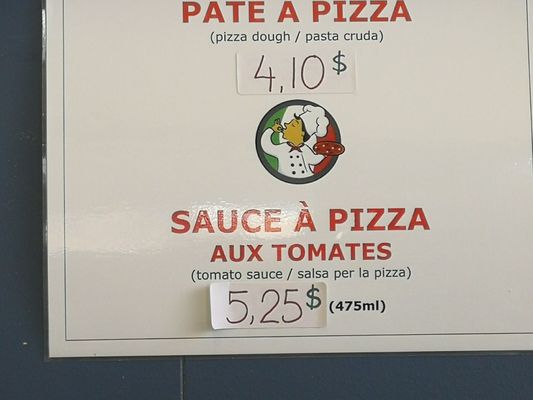 PATE A PIZZA
(pizza dough / pasta cruda)
4,10$
SAUCE À PIZZA
AUX TOMATES
(tomato sauce / salsa per la pizza)
5,25$ (475ml)